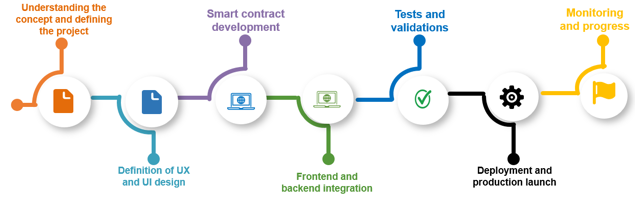 Understanding the
concept and defining
the project
Definition of UX
and UI design
Smart contract
development
Frontend and
backend integration
Tests and
validations
Deployment and
production launch
Monitoring
and progress